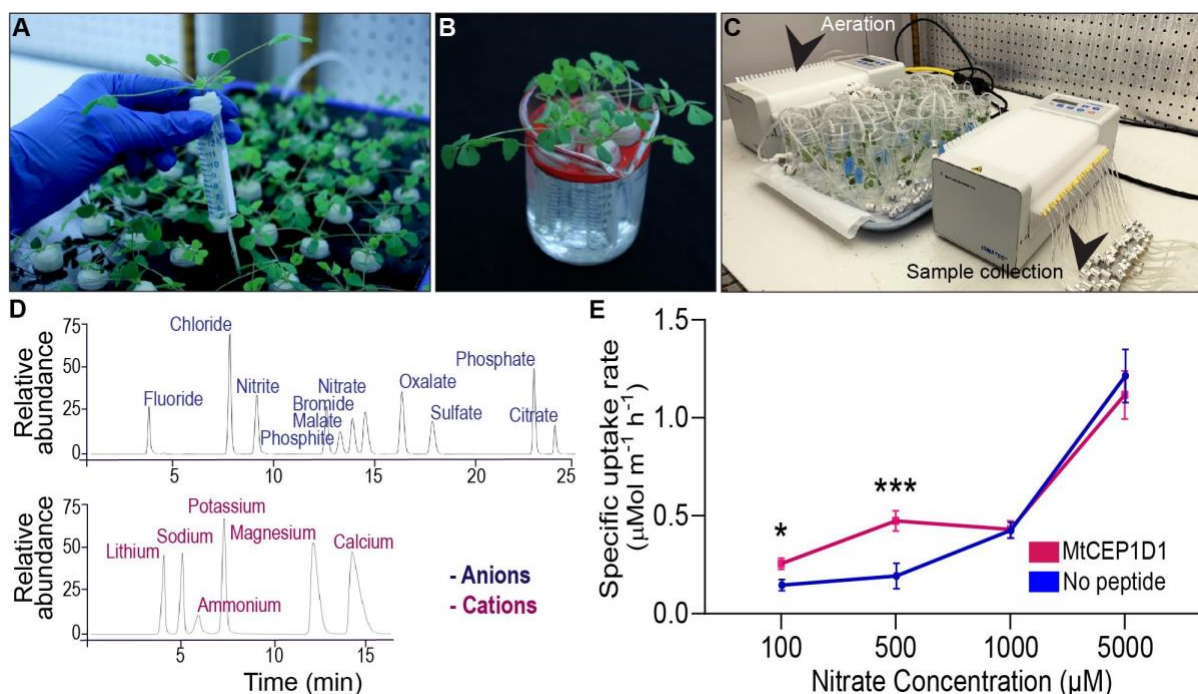 A
B
C
Aeration
Sample collection
D
Relative
abundance
75
50
25
0
Fluoride
Chloride
Nitrite
Phosphite
Malate
Bromide
Nitrate
Oxalate
Sulfate
Phosphate
Citrate
5
10
15
20
25
Relative
abundance
75
50
25
0
Lithium
Sodium
Ammonium
Potassium
Magnesium
Calcium
- Anions
- Cations
5
10
15
Time (min)
E
Specific uptake rate
(µMol m⁻¹ h⁻¹)
1.5
1.0
0.5
0.0
*
***
MtCEP1D1
No peptide
100
500
1000
5000
Nitrate Concentration (µM)